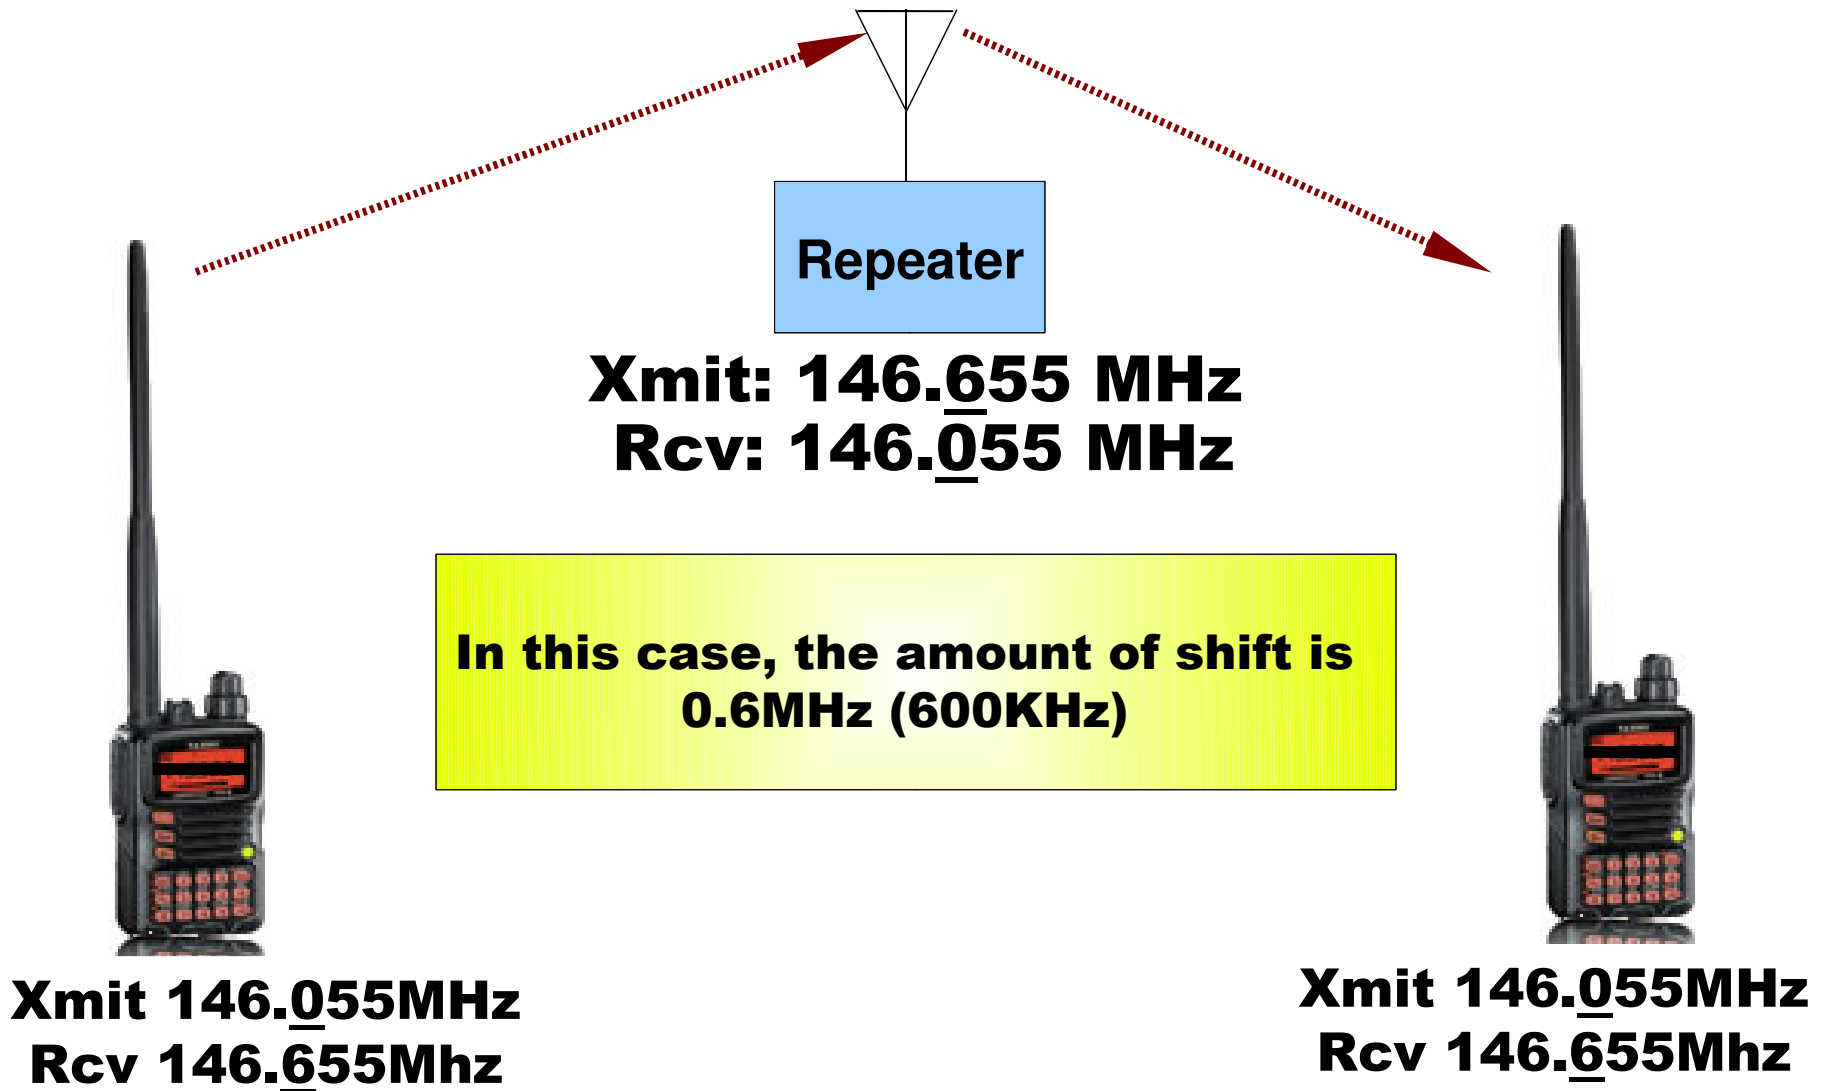 Repeater
Xmit: 146.655 MHz
Rcv: 146.055 MHz
In this case, the amount of shift is
0.6MHz (600KHz)
Xmit 146.055MHz
Rcv 146.655Mhz
Xmit 146.055MHz
Rcv 146.655Mhz